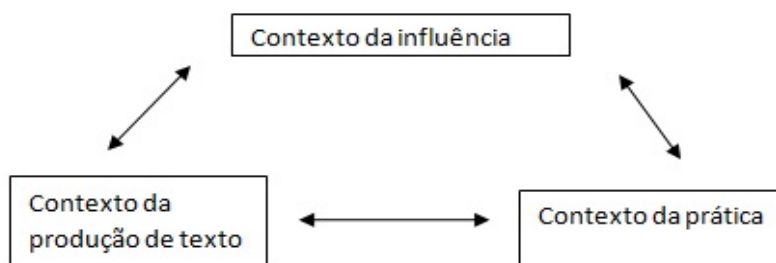 Contexto da influência
Contexto da
produção de texto
Contexto da prática